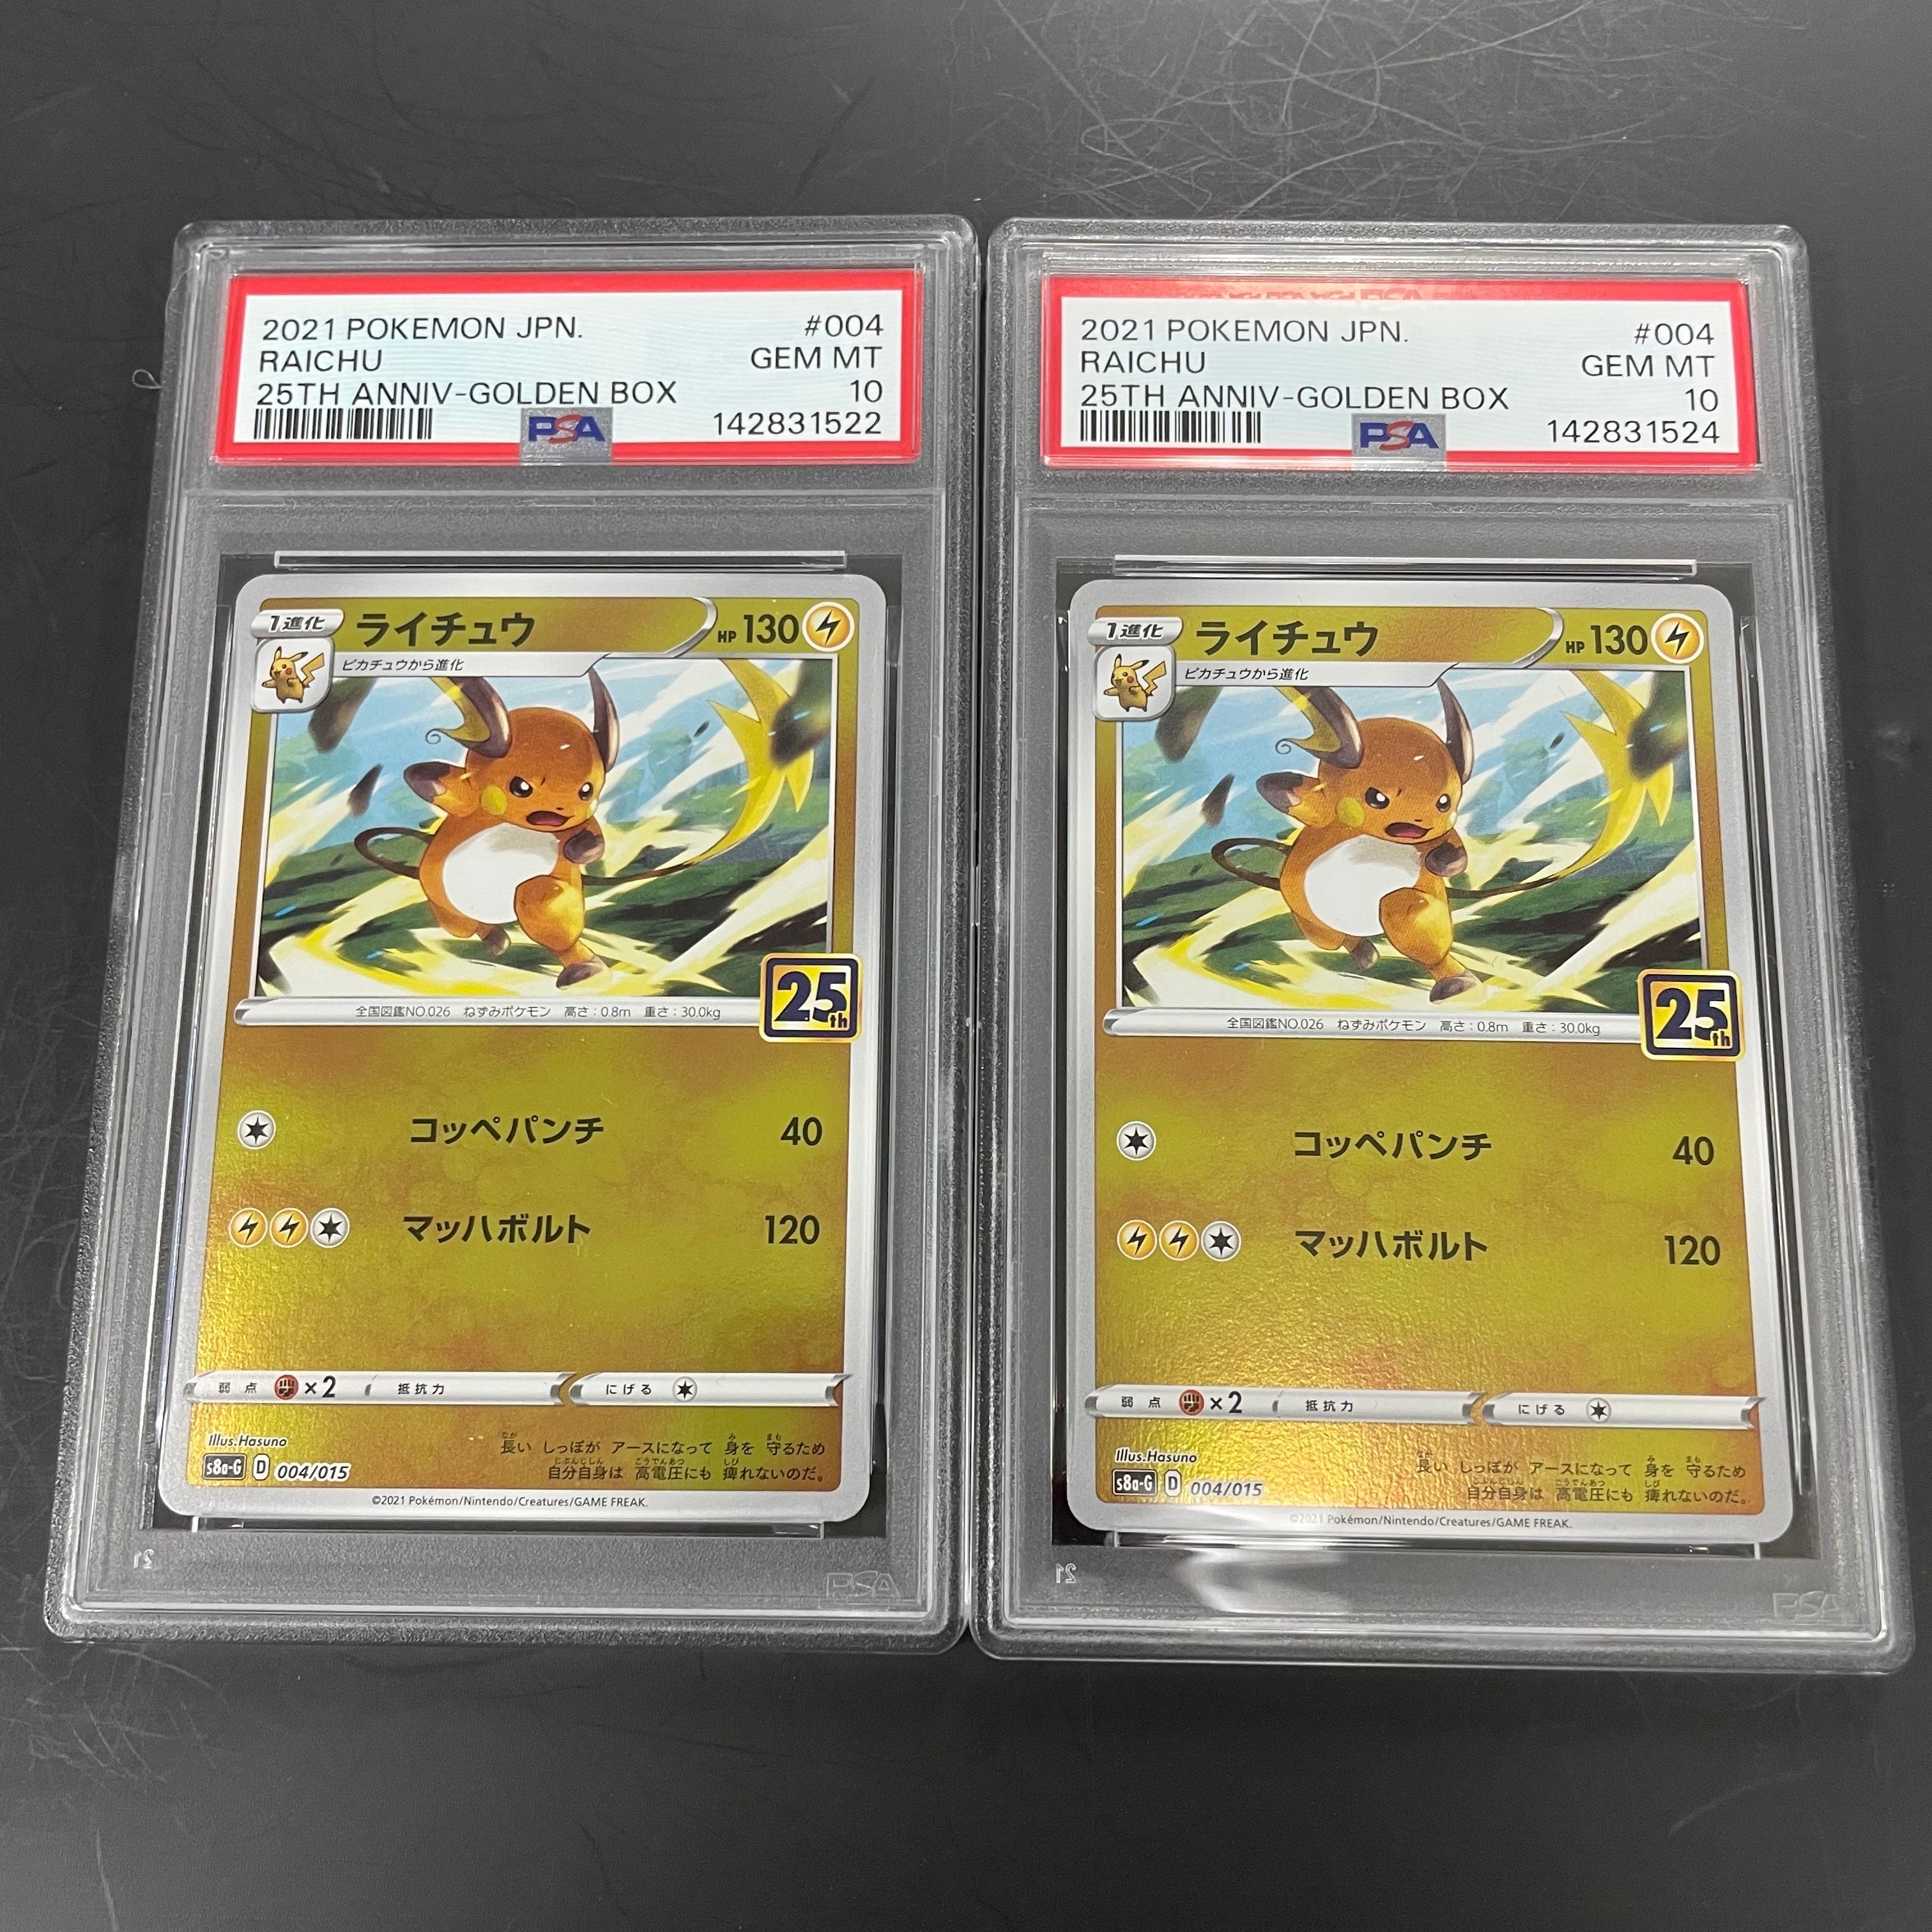 2021 POKEMON JPN. #004
RAICHU GEM MT
25TH ANNIV-GOLDEN BOX 10
PSA 142831522
1進化 ライチュウ HP 130
ピカチュウから進化
25th
全国図鑑NO.026 ねずみポケモン 高さ:0.8m 重さ:30.0kg
コッペパンチ 40
マッハボルト 120
弱点 ×2 抵抗力 にげる
Illus.Hasuno
長い しっぽが アースになって 身を 守るため
s8a-G D 004/015
自分自身は 高電圧にも 痺れないのだ。
©2021 Pokémon/Nintendo/Creatures/GAME FREAK.
21
PSA
2021 POKEMON JPN. #004
RAICHU GEM MT
25TH ANNIV-GOLDEN BOX 10
PSA 142831524
1進化 ライチュウ HP 130
ピカチュウから進化
25th
全国図鑑NO.026 ねずみポケモン 高さ:0.8m 重さ:30.0kg
コッペパンチ 40
マッハボルト 120
弱点 ×2 抵抗力 にげる
Illus.Hasuno
長い しっぽが アースになって 身を 守るため
s8a-G D 004/015
自分自身は 高電圧にも 痺れないのだ。
©2021 Pokémon/Nintendo/Creatures/GAME FREAK.
21
PSA